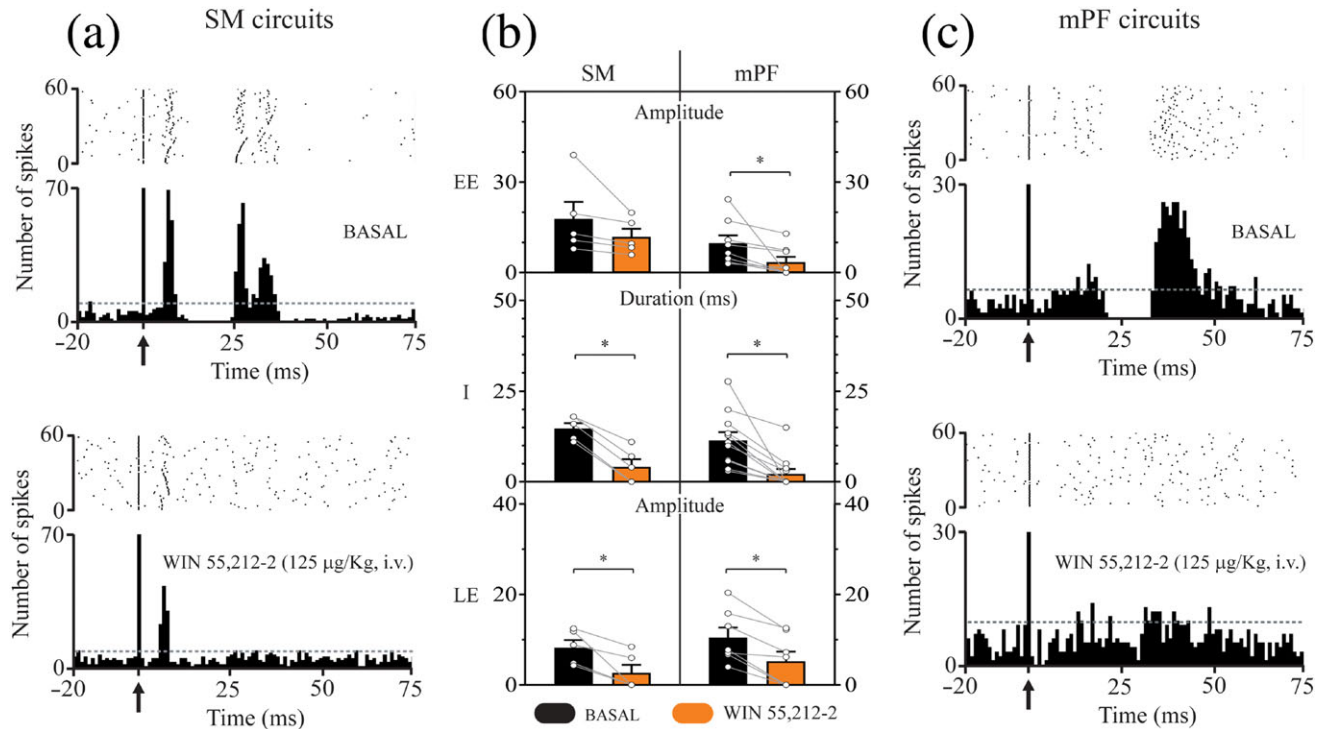 (a) SM circuits
60
0
Number of spikes
70
0
BASAL
−20 25 50 75
Time (ms)
60
0
Number of spikes
70
0
WIN 55,212-2 (125 μg/Kg, i.v.)
−20 25 50 75
Time (ms)
(b)
SM mPF
Amplitude
60 60
EE
30 * 30
0 0
Duration (ms)
50 50
* *
I
25 25
0 0
Amplitude
40 40
* *
LE
20 20
0 0
BASAL WIN 55,212-2
(c) mPF circuits
60
0
Number of spikes
30
0
BASAL
−20 25 50 75
Time (ms)
60
0
Number of spikes
30
0
WIN 55,212-2 (125 μg/Kg, i.v.)
−20 25 50 75
Time (ms)